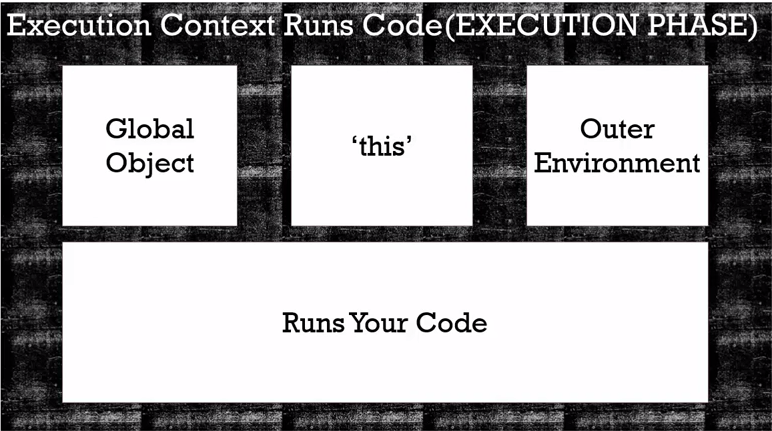 Execution Context Runs Code(EXECUTION PHASE)
Global
Object
‘this’
Outer
Environment
Runs Your Code